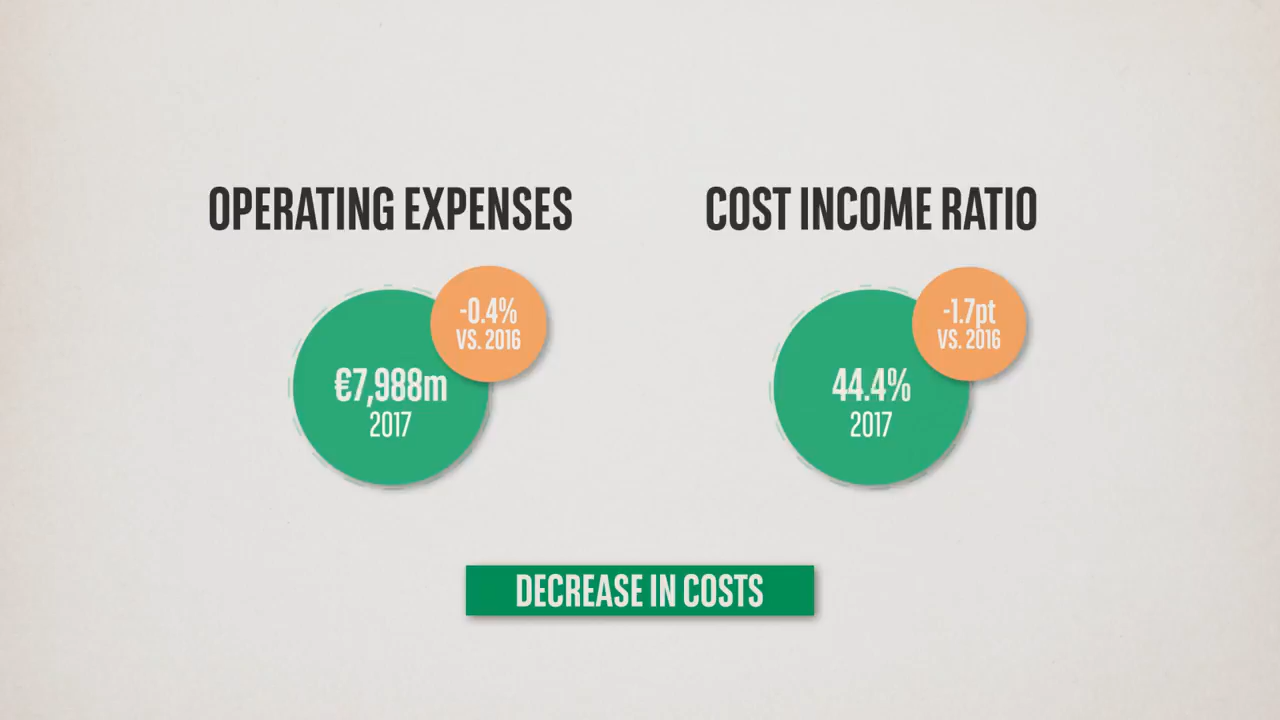 OPERATING EXPENSES
-0.4%
VS. 2016
€7,988m
2017
COST INCOME RATIO
-1.7pt
VS. 2016
44.4%
2017
DECREASE IN COSTS